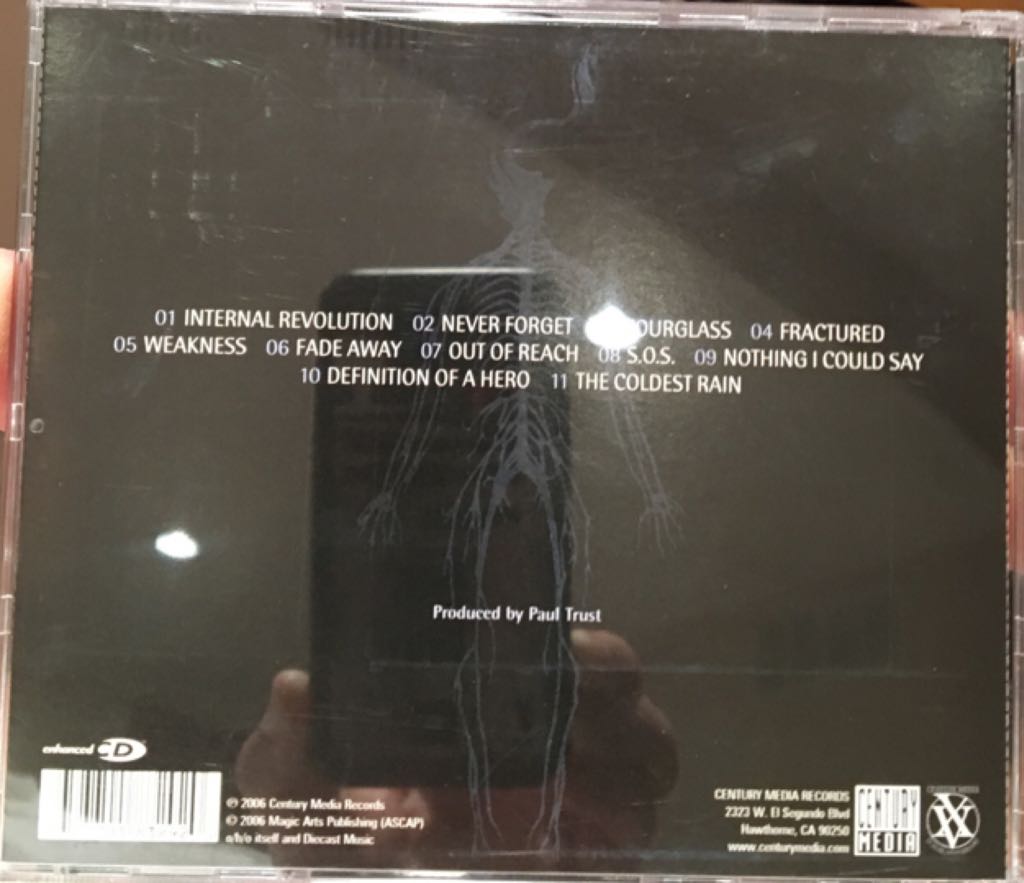 01 INTERNAL REVOLUTION 02 NEVER FORGET OURGLASS 04 FRACTURED
05 WEAKNESS 06 FADE AWAY 07 OUT OF REACH 08 S.O.S. 09 NOTHING I COULD SAY
10 DEFINITION OF A HERO 11 THE COLDEST RAIN
Produced by Paul Trust
enhanced CD
℗ 2006 Century Media Records
© 2006 Magic Arts Publishing (ASCAP)
o/b/o itself and Diecast Music
CENTURY MEDIA RECORDS
2323 W. El Segundo Blvd
Hawthorne, CA 90250
www.centurymedia.com
CENTURY
MEDIA